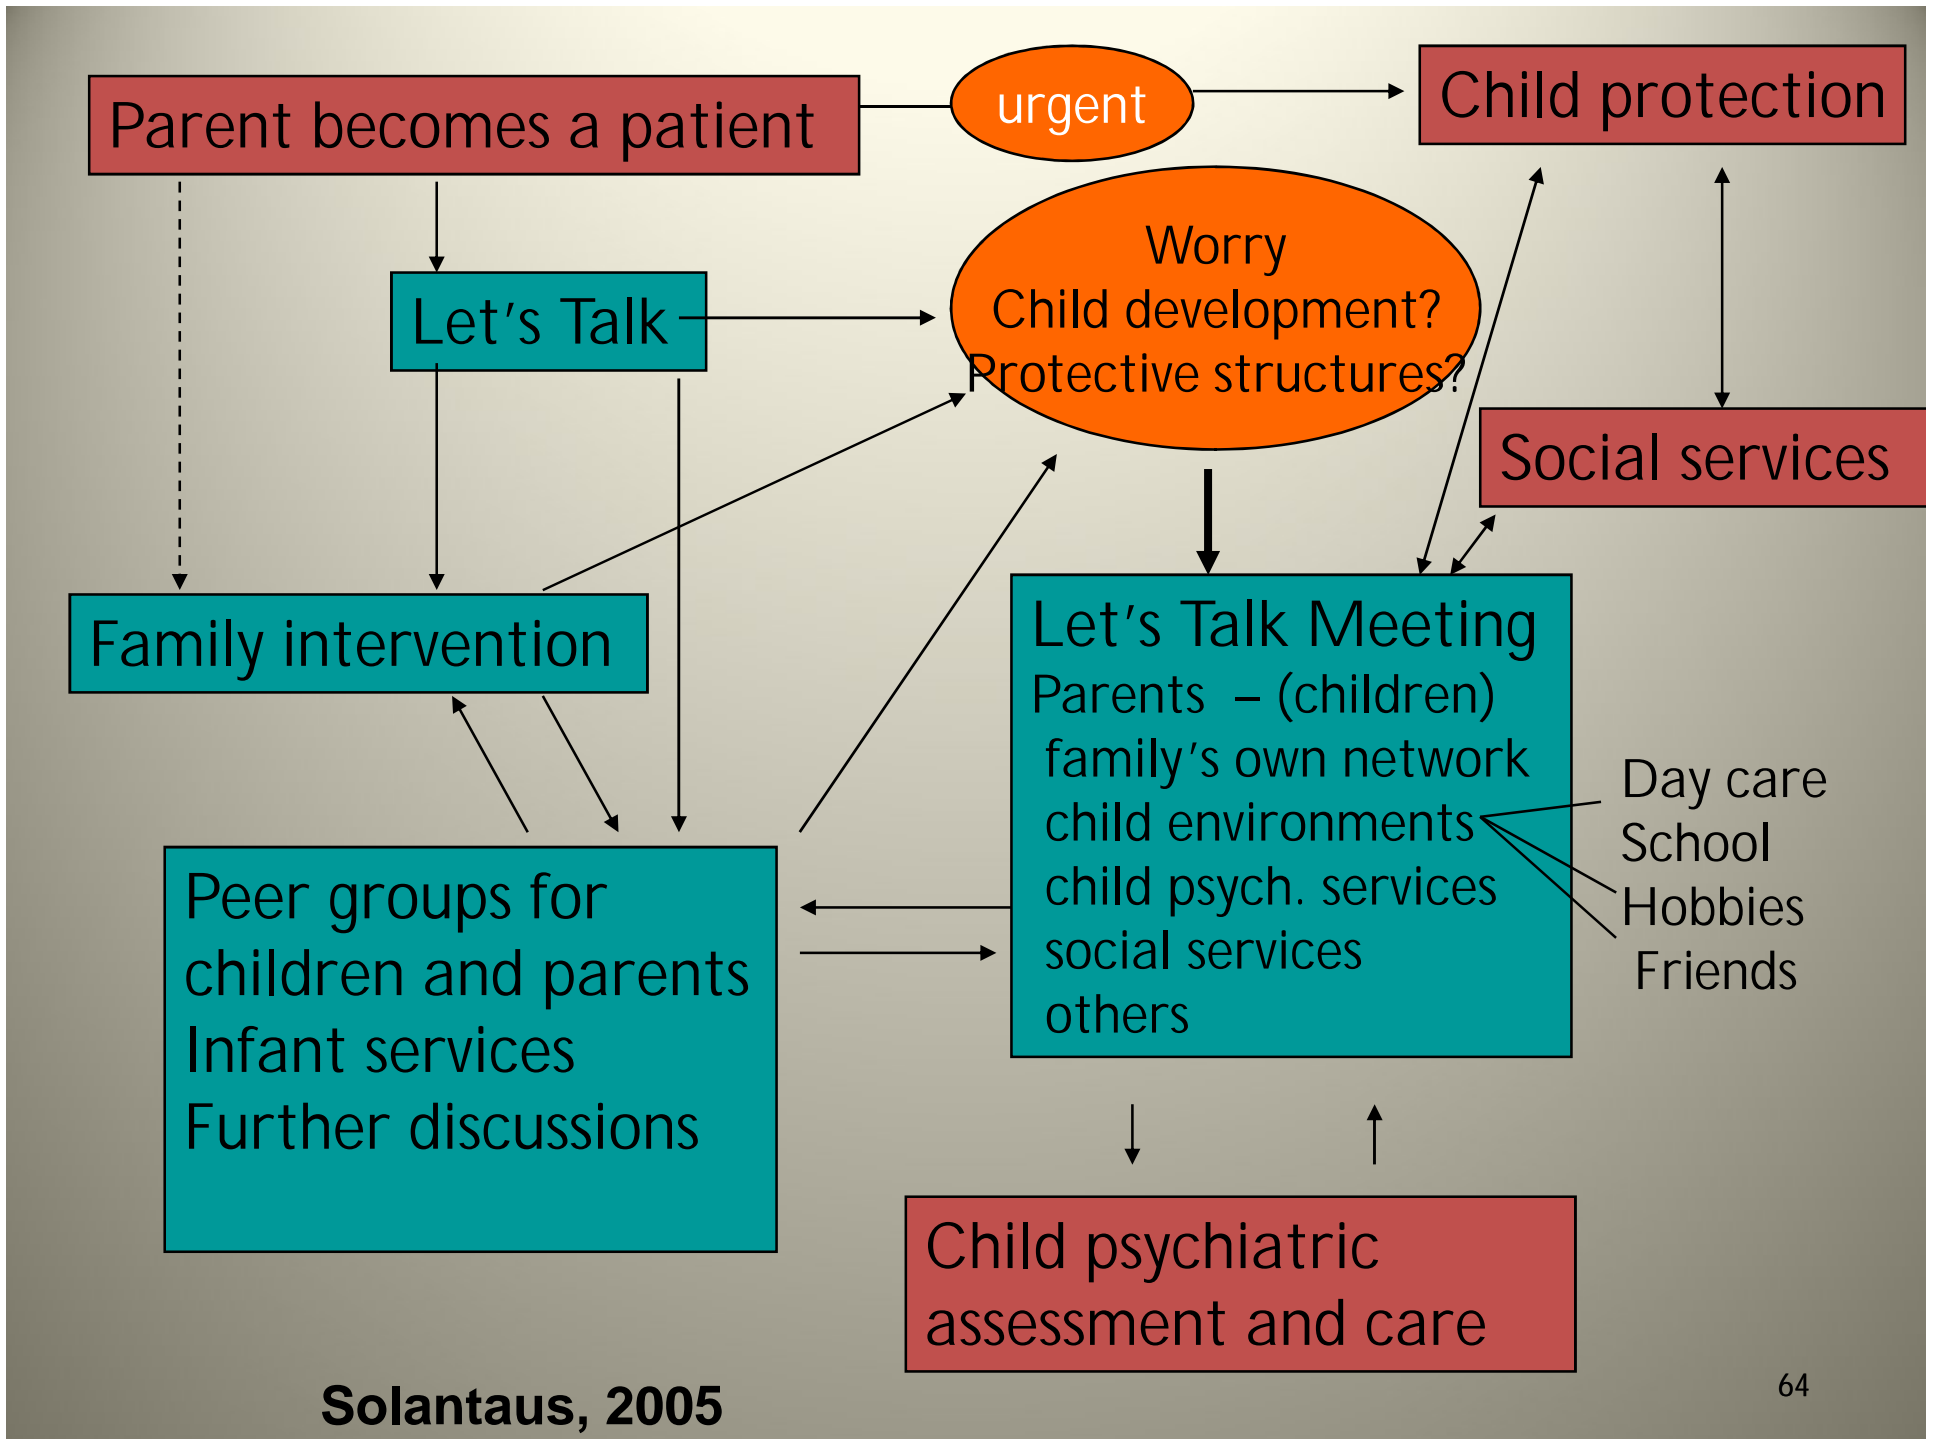 Parent becomes a patient
urgent
Child protection
Worry
Child development?
Protective structures?
Let's Talk
Social services
Family intervention
Let's Talk Meeting
Parents – (children)
family's own network
child environments
child psych. services
social services
others
Day care
School
Hobbies
Friends
Peer groups for
children and parents
Infant services
Further discussions
Child psychiatric
assessment and care
Solantaus, 2005
64